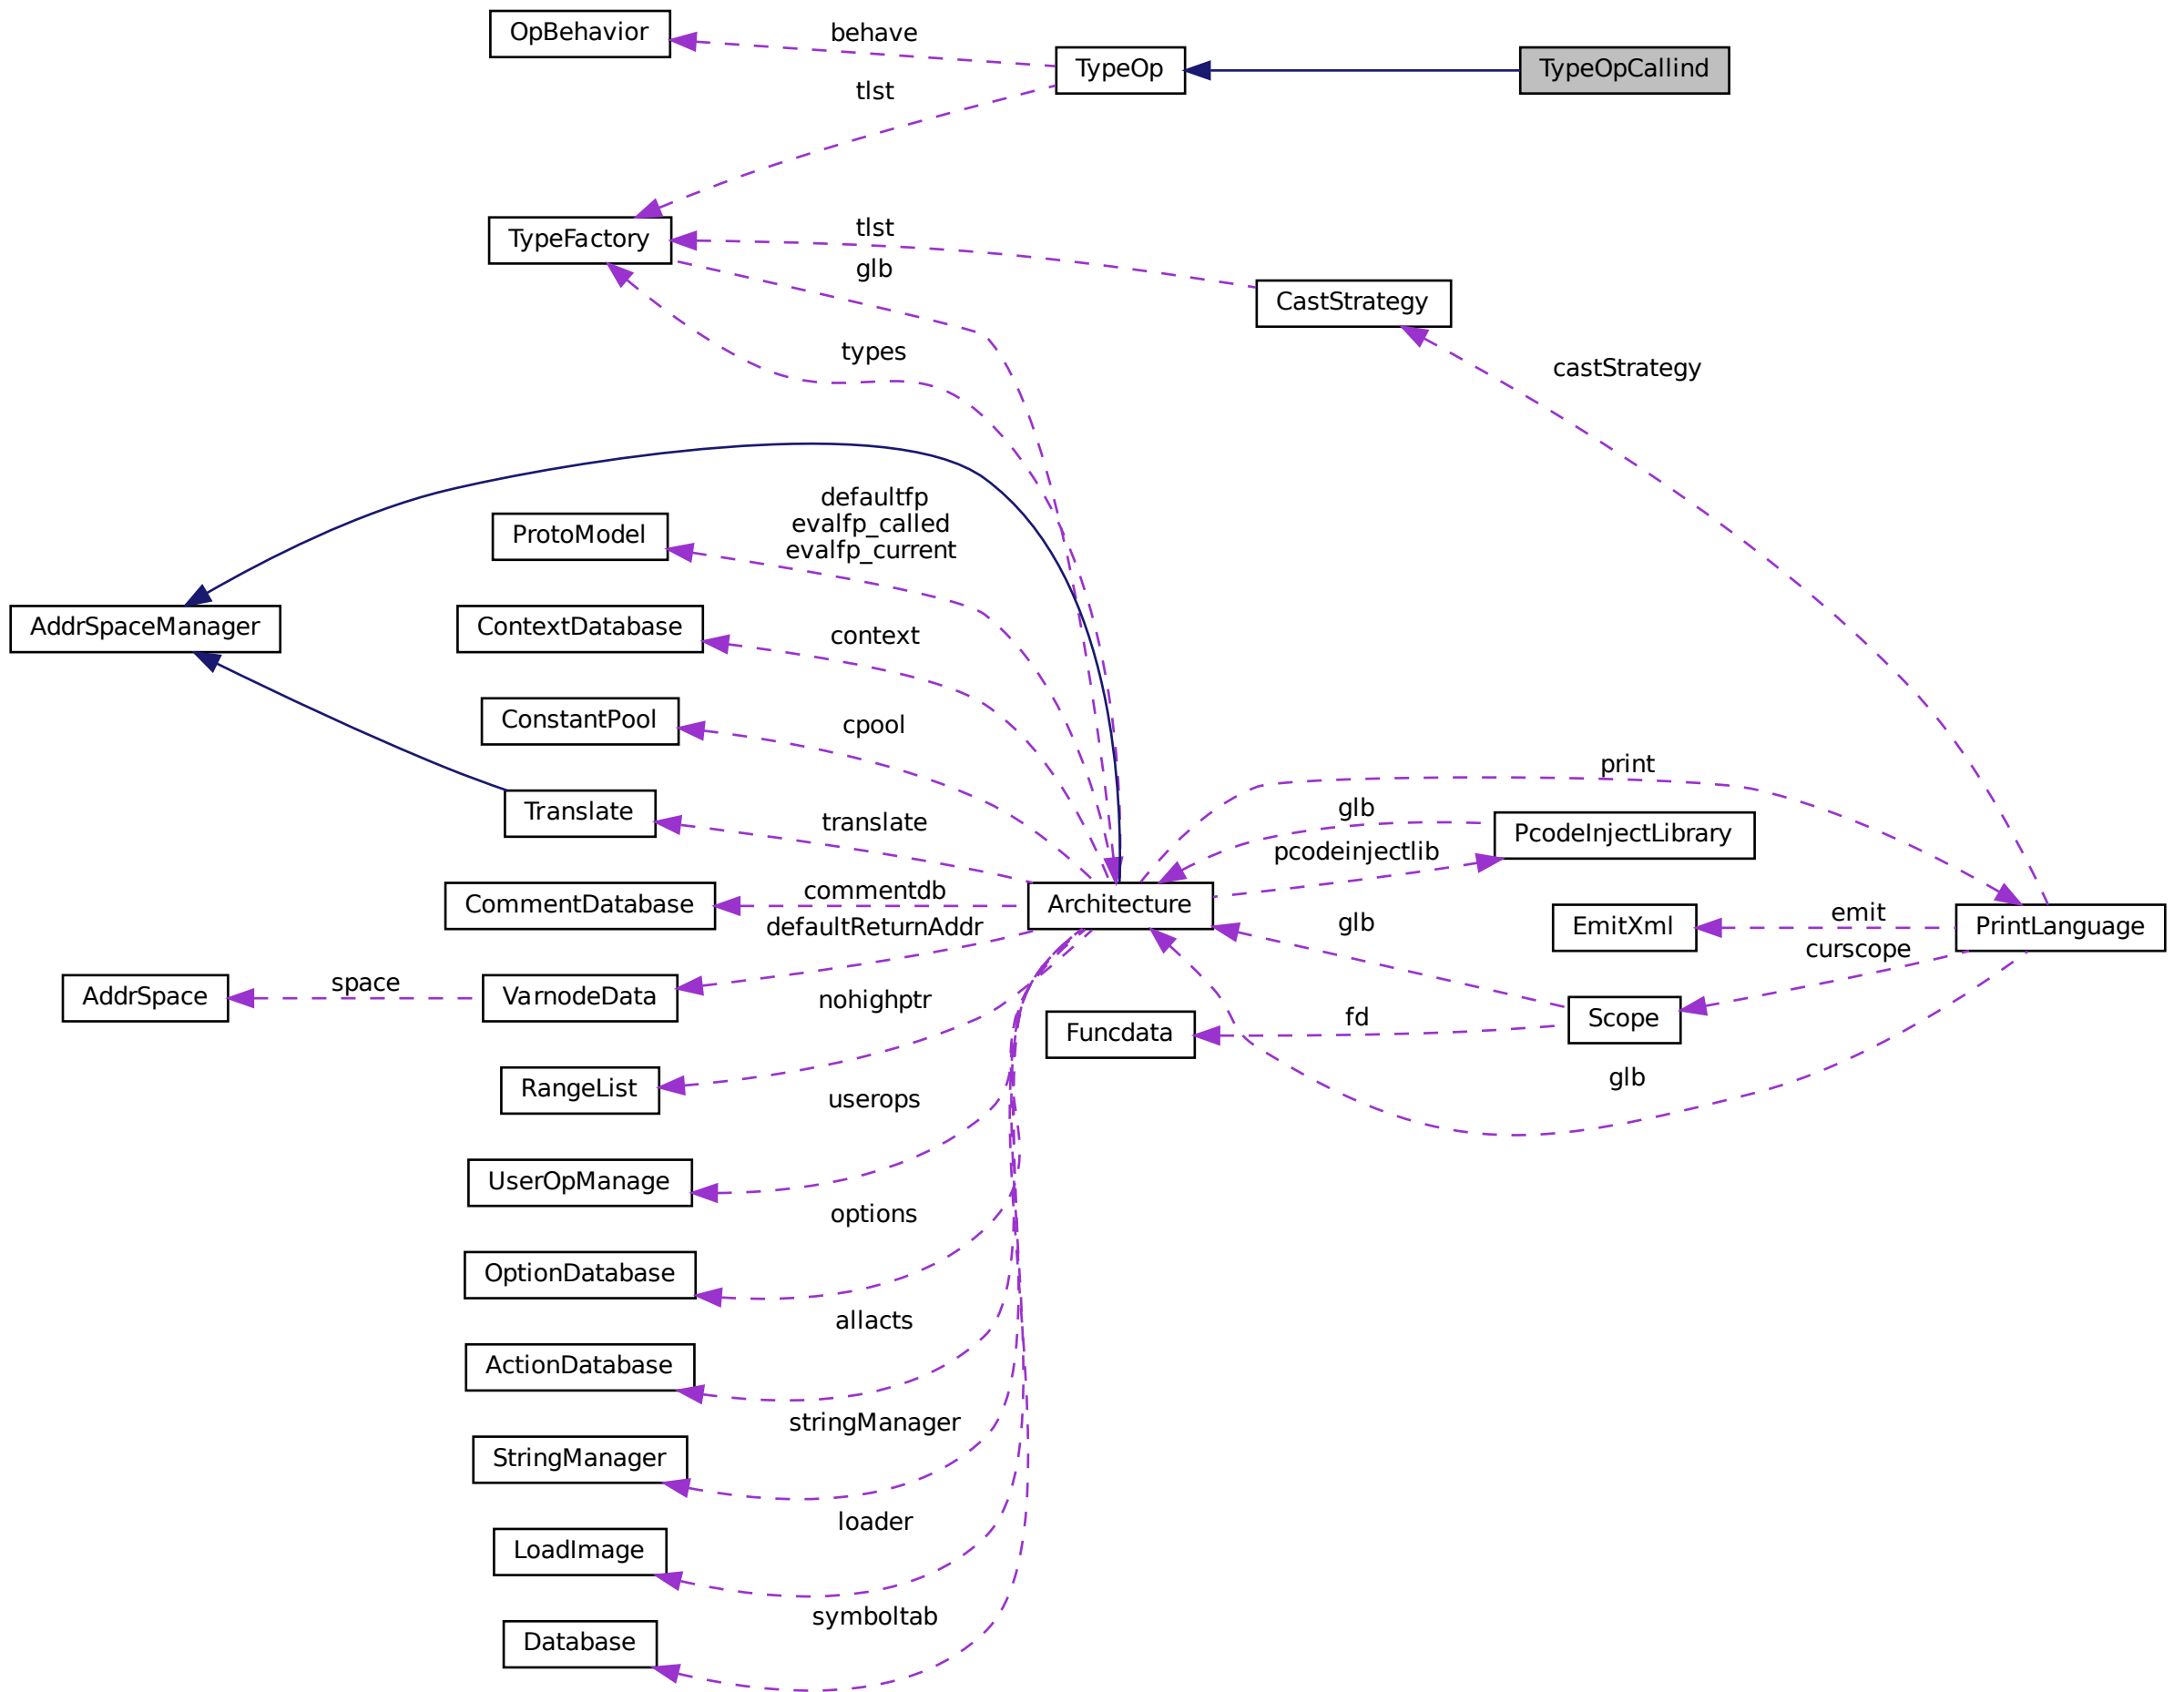 OpBehavior
behave
TypeOp
TypeOpCallind
tlst
TypeFactory
tlst
glb
CastStrategy
types
castStrategy
defaultfp
evalfp_called
evalfp_current
ProtoModel
AddrSpaceManager
ContextDatabase
context
ConstantPool
cpool
print
Translate
translate
glb
PcodeInjectLibrary
pcodeinjectlib
CommentDatabase
commentdb
Architecture
defaultReturnAddr
glb
EmitXml
emit
PrintLanguage
curscope
AddrSpace
space
VarnodeData
nohighptr
Funcdata
fd
Scope
RangeList
glb
userops
UserOpManage
options
OptionDatabase
allacts
ActionDatabase
stringManager
StringManager
loader
LoadImage
symboltab
Database